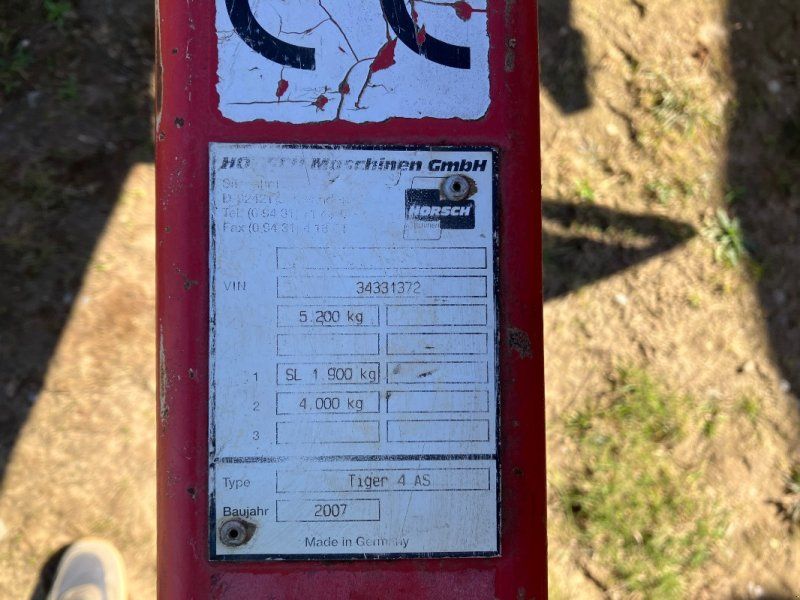 CE
Maschinen GmbH
HORSCH
VIN 34331372
5.200 kg
1 SL 1.900 kg
2 4.000 kg
3
Type Tiger 4 AS
Baujahr 2007
Made in Germany